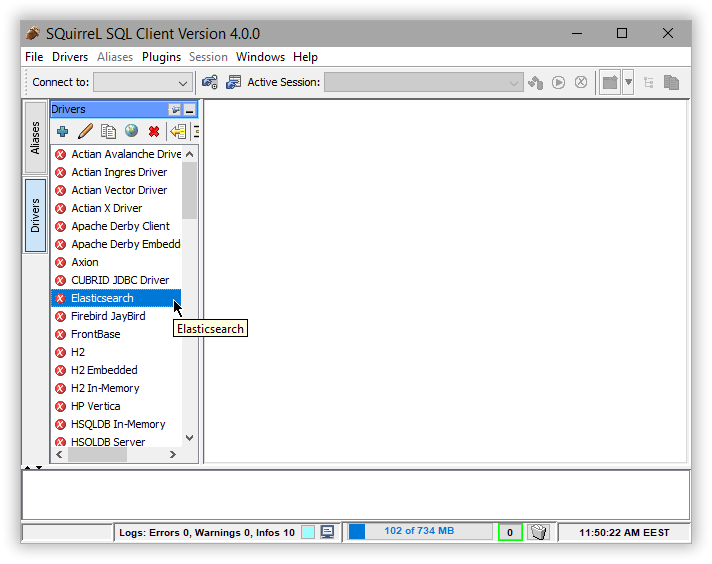 SQuirreL SQL Client Version 4.0.0
File Drivers Aliases Plugins Session Windows Help
Connect to: Active Session:
Aliases
Drivers
Drivers
Actian Avalanche Drive
Actian Ingres Driver
Actian Vector Driver
Actian X Driver
Apache Derby Client
Apache Derby Embedd
Axion
CUBRID JDBC Driver
Elasticsearch
Firebird JayBird
Elasticsearch
FrontBase
H2
H2 Embedded
H2 In-Memory
HP Vertica
HSQLDB In-Memory
HSQLDB Server
Logs: Errors 0, Warnings 0, Infos 10 102 of 734 MB 0 11:50:22 AM EEST